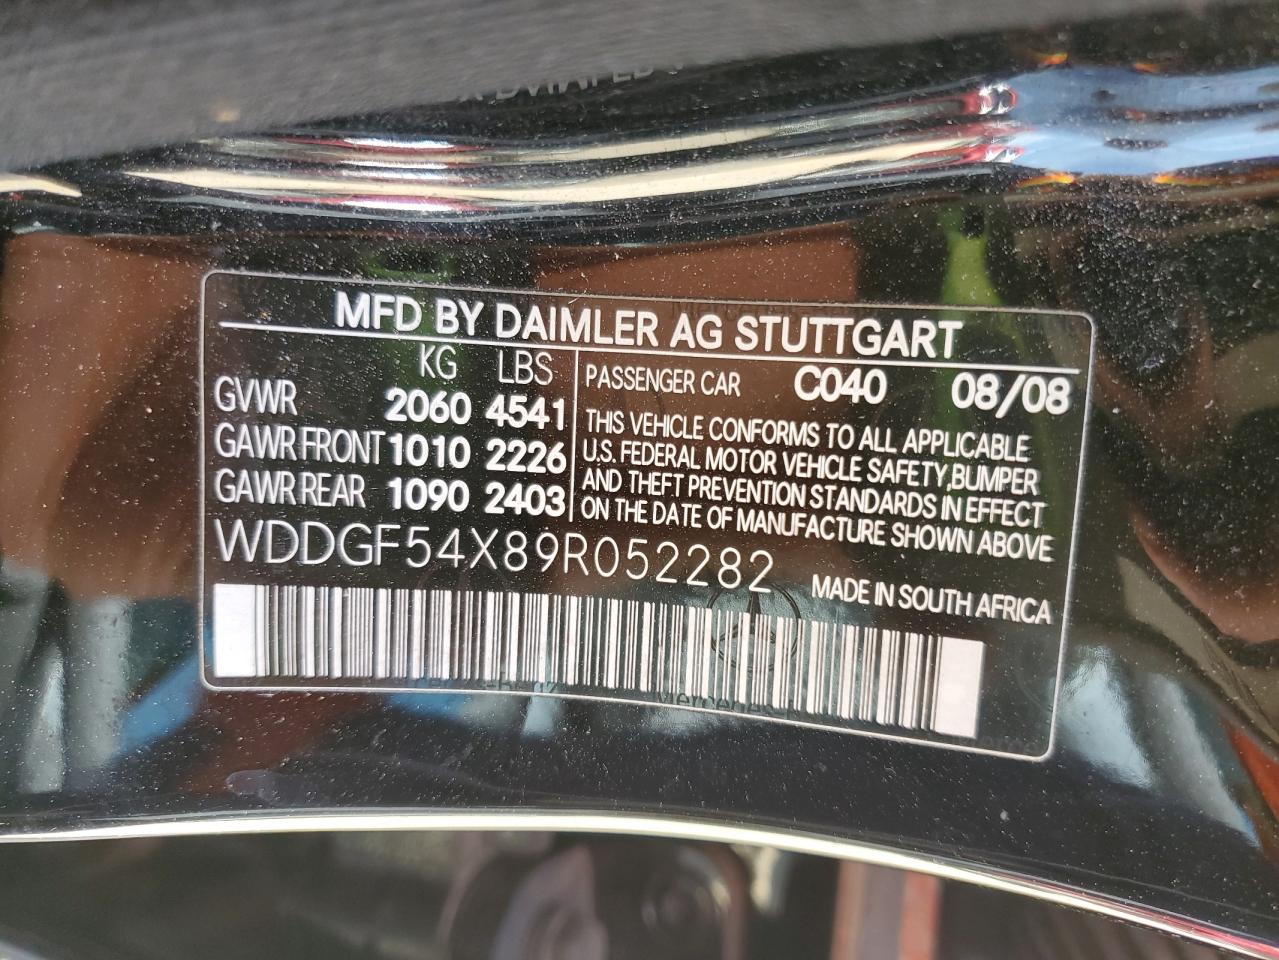 MFD BY DAIMLER AG STUTTGART
KG LBS
GVWR 2060 4541
GAWR FRONT 1010 2226
GAWR REAR 1090 2403
PASSENGER CAR C040 08/08
THIS VEHICLE CONFORMS TO ALL APPLICABLE
U.S. FEDERAL MOTOR VEHICLE SAFETY, BUMPER
AND THEFT PREVENTION STANDARDS IN EFFECT
ON THE DATE OF MANUFACTURE SHOWN ABOVE
WDDGF54X89R052282
MADE IN SOUTH AFRICA